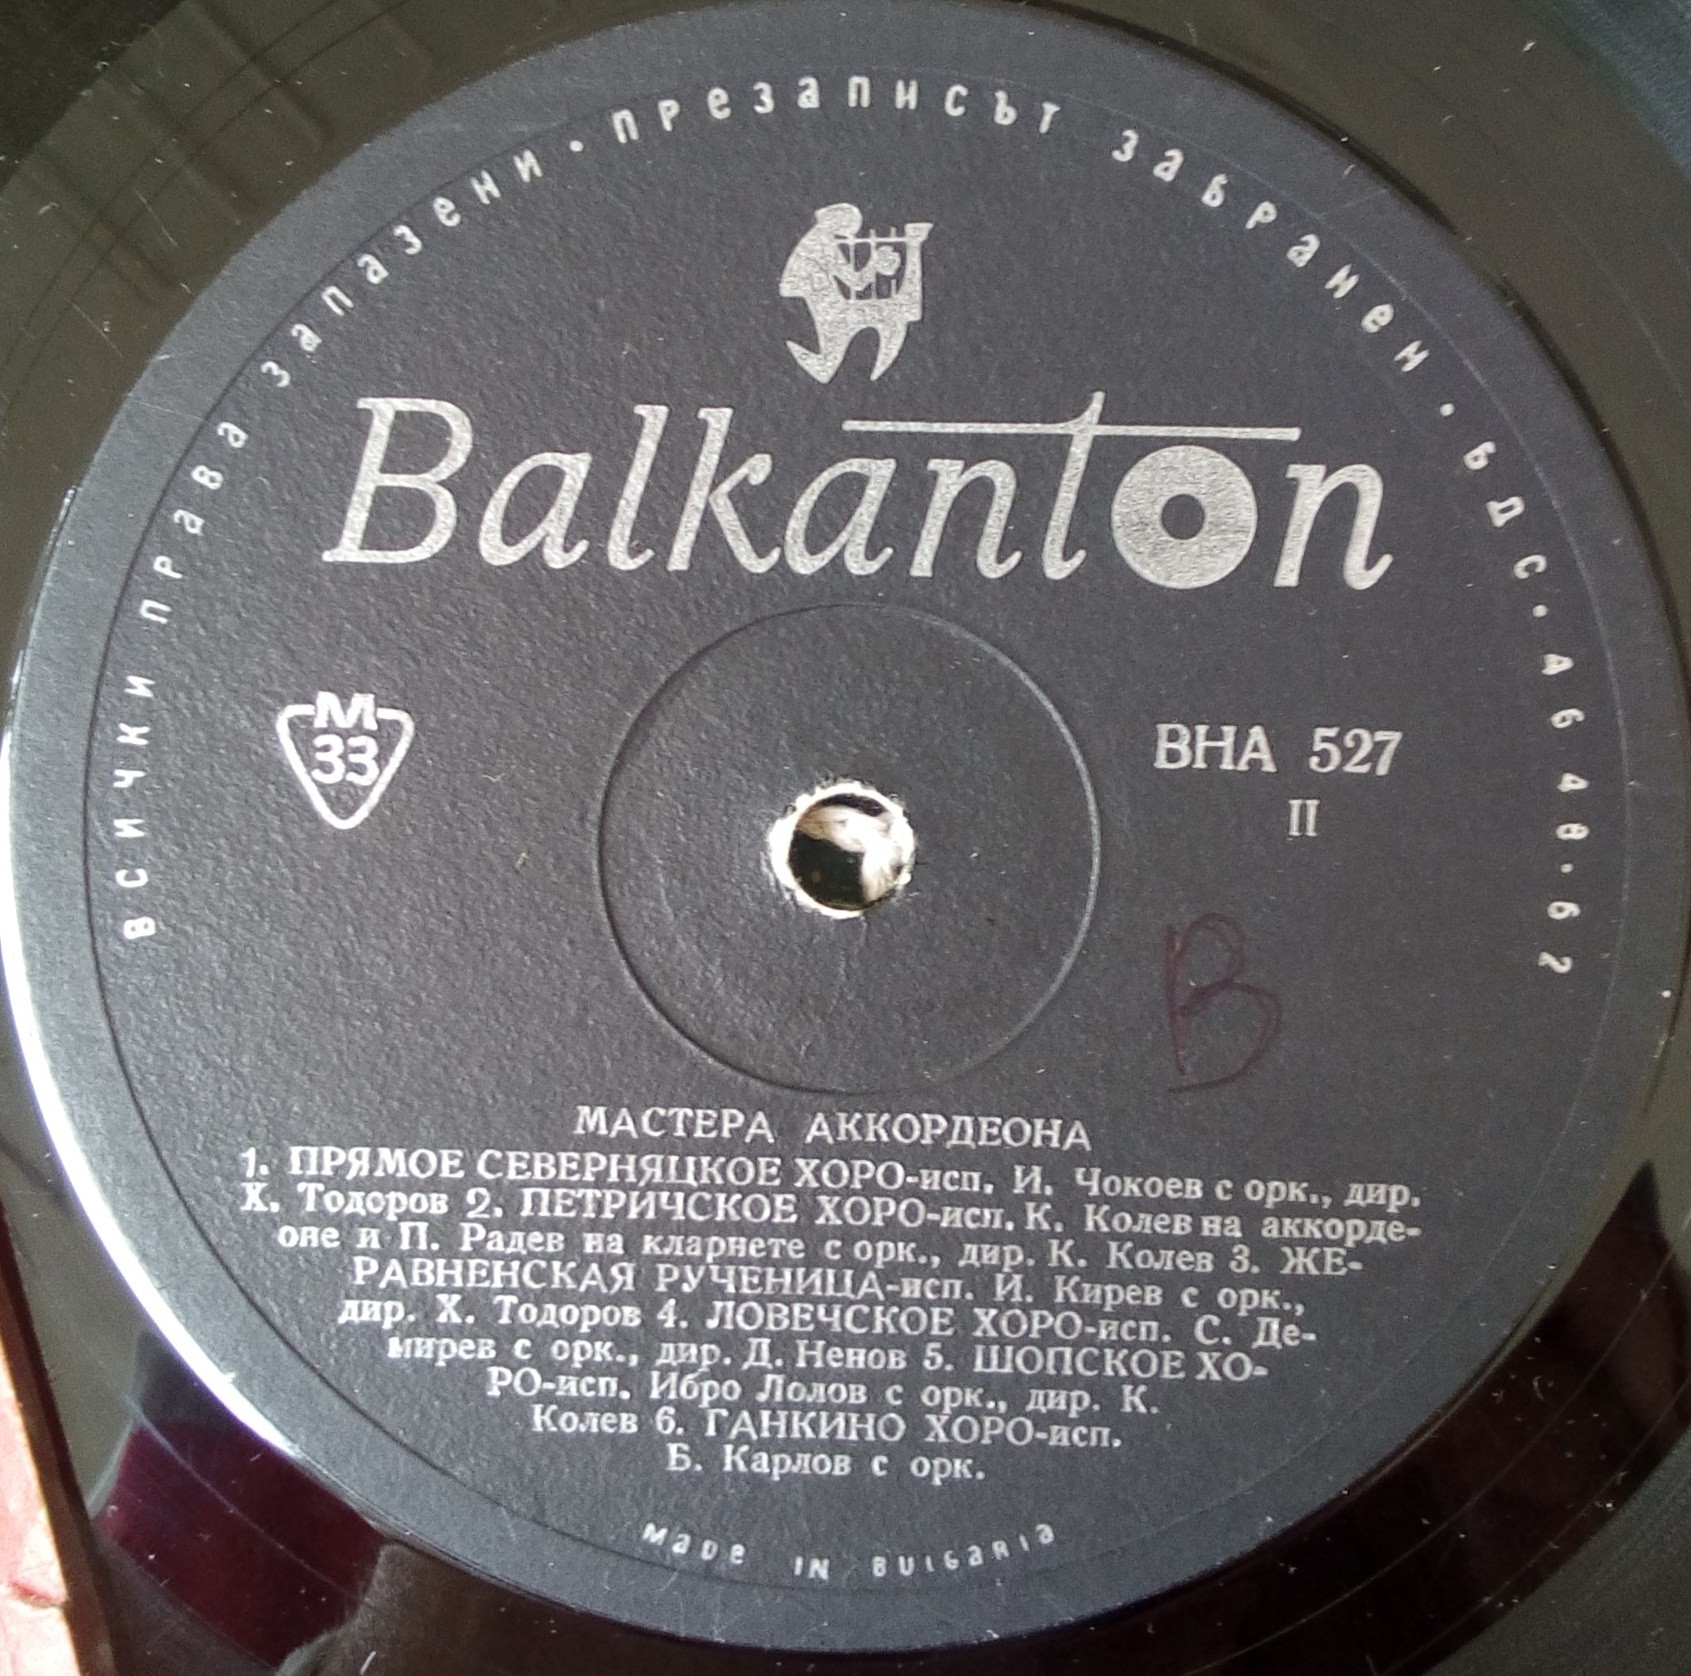 всички права запазени • презаписът забранен • бдс • 4648•62
Balkanton
М
33
ВНА 527
II
B
МАСТЕРА АККОРДЕОНА
1. ПРЯМОЕ СЕВЕРНЯЦКОЕ ХОРО-исп. И. Чокоев с орк., дир.
Х. Тодоров 2. ПЕТРИЧСКОЕ ХОРО-исп. К. Колев на аккорде-
оне и П. Радев на кларнете с орк., дир. К. Колев 3. ЖЕ-
РАВНЕНСКАЯ РУЧЕНИЦА-исп. И. Кирев с орк.,
дир. Х. Тодоров 4. ЛОВЕЧСКОЕ ХОРО-исп. С. Де-
мирев с орк., дир. Д. Ненов 5. ШОПСКОЕ ХО-
РО-исп. Ибро Лолов с орк., дир. К.
Колев 6. ГАНКИНО ХОРО-исп.
Б. Карлов с орк.
made in bulgaria